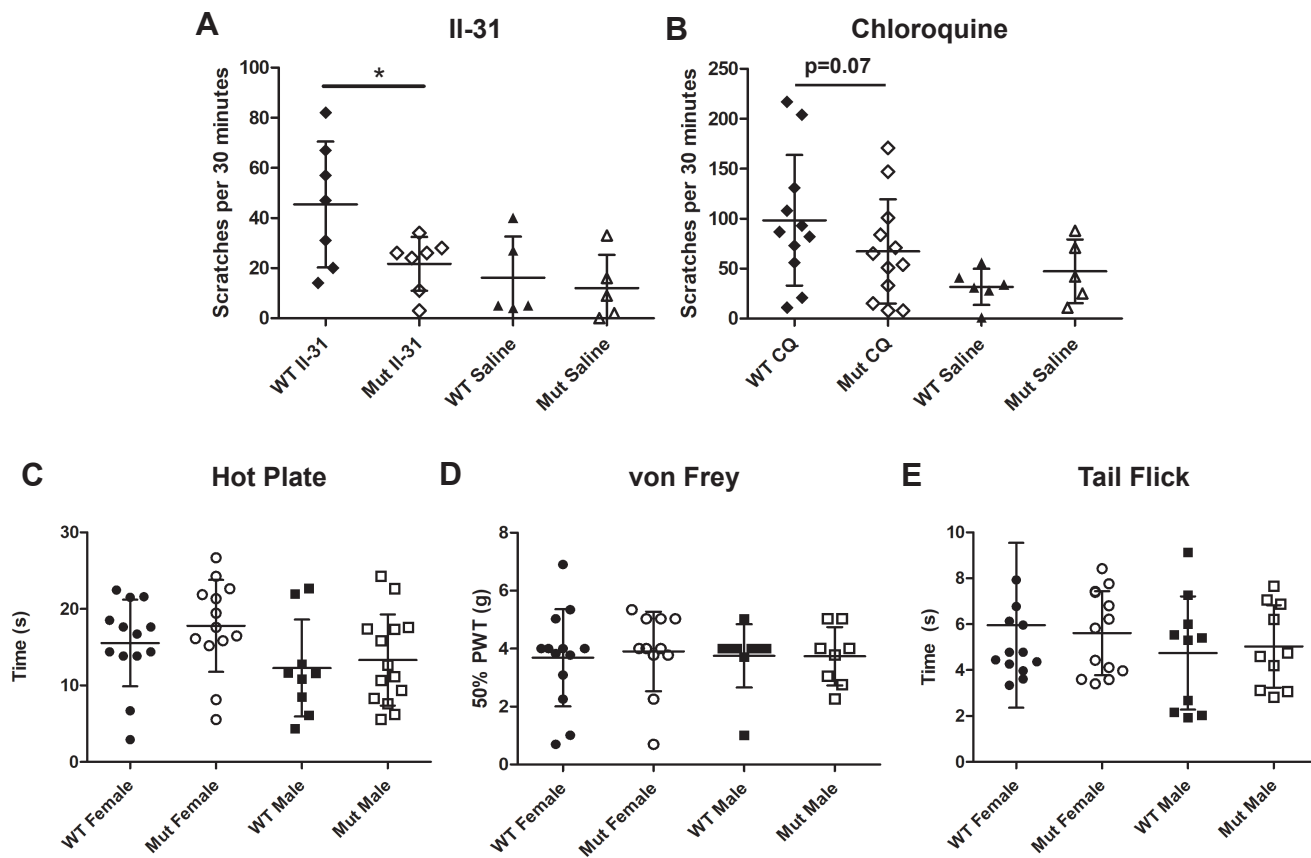 A
Il-31
Scratches per 30 minutes
100
80
60
40
20
0
*
WT Il-31
Mut Il-31
WT Saline
Mut Saline
B
Chloroquine
Scratches per 30 minutes
250
200
150
100
50
0
p=0.07
WT CQ
Mut CQ
WT Saline
Mut Saline
C
Hot Plate
Time (s)
30
20
10
0
WT Female
Mut Female
WT Male
Mut Male
D
von Frey
50% PWT (g)
8
6
4
2
0
WT Female
Mut Female
WT Male
Mut Male
E
Tail Flick
Time (s)
10
8
6
4
2
0
WT Female
Mut Female
WT Male
Mut Male